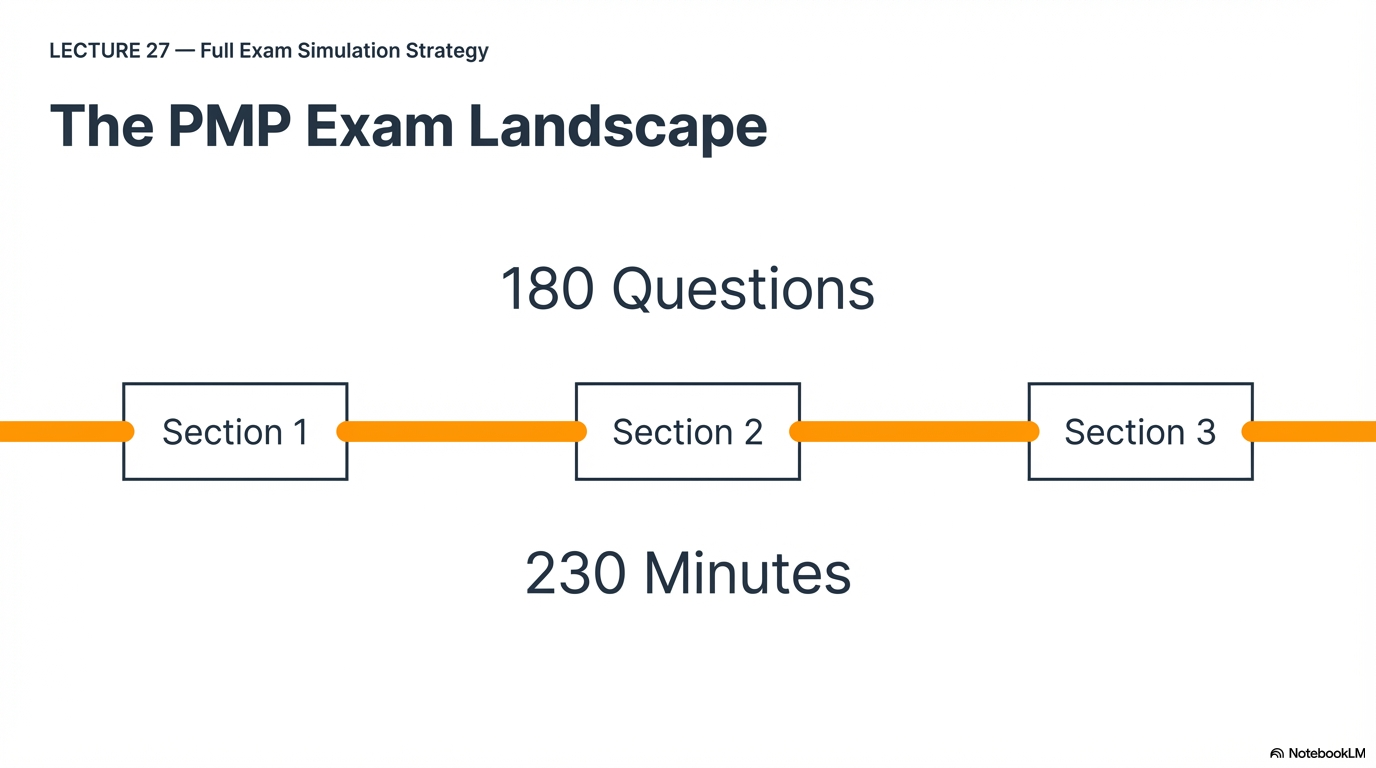 LECTURE 27 — Full Exam Simulation Strategy
The PMP Exam Landscape
180 Questions
Section 1
Section 2
Section 3
230 Minutes
NotebookLM